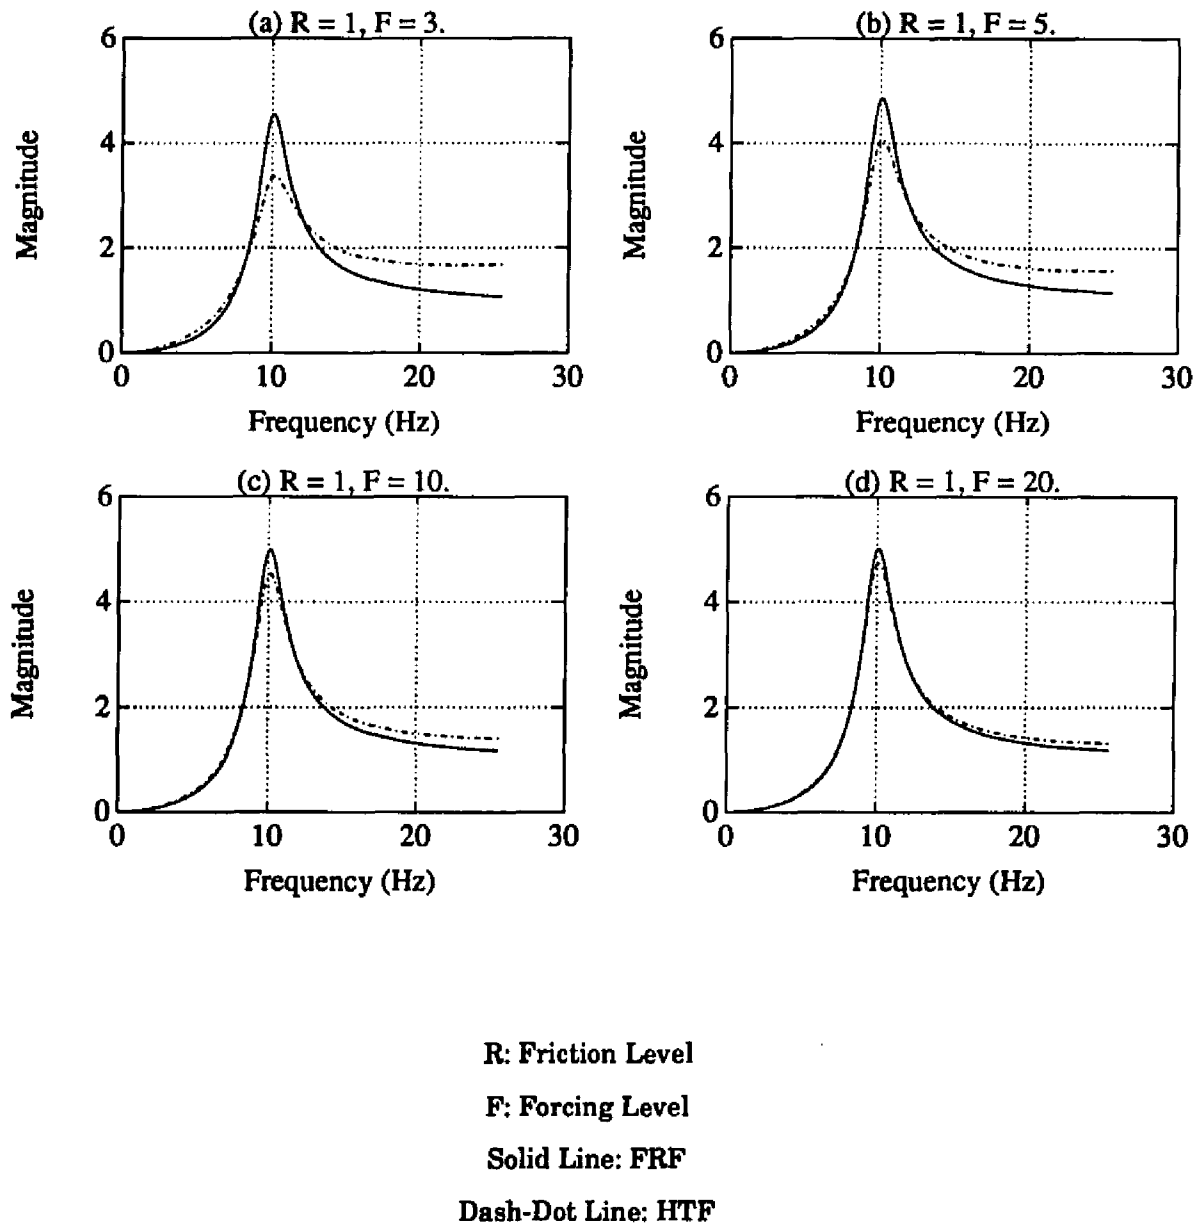 (a) R = 1, F = 3.
6
4
2
0
Magnitude
0 10 20 30
Frequency (Hz)
(b) R = 1, F = 5.
6
4
2
0
Magnitude
0 10 20 30
Frequency (Hz)
(c) R = 1, F = 10.
6
4
2
0
Magnitude
0 10 20 30
Frequency (Hz)
(d) R = 1, F = 20.
6
4
2
0
Magnitude
0 10 20 30
Frequency (Hz)
R: Friction Level
F: Forcing Level
Solid Line: FRF
Dash-Dot Line: HTF